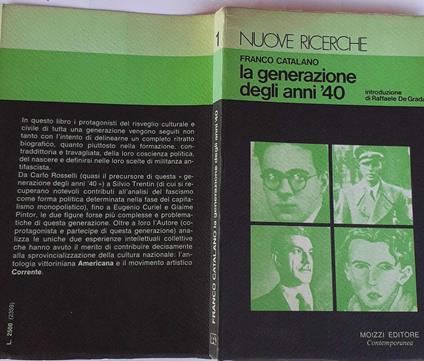 In questo libro i protagonisti del risveglio culturale e
civile di tutta una generazione vengono seguiti non
tanto con l'intento di delinearne un completo ritratto
biografico, quanto piuttosto nella formazione, con-
traddittoria e travagliata, della loro coscienza politica,
del nascere e definirsi nelle loro scelte di militanza an-
tifascista.
Da Carlo Rosselli (quasi il precursore di questa «ge-
nerazione degli anni '40») a Silvio Trentin (di cui si re-
cuperano notevoli contributi all'analisi del fascismo
come forma politica determinata nella fase del capita-
lismo monopolistico), fino a Eugenio Curiel e Giaime
Pintor, le due figure forse più complesse e problema-
tiche di questa generazione. Oltre a loro l'Autore (co-
protagonista e partecipe di questa generazione) ana-
lizza le uniche due esperienze intellettuali collettive
che hanno avuto il merito di contribuire decisamente
alla sprovincializzazione della cultura nazionale: l'an-
tologia vittoriniana Americana e il movimento artistico
Corrente.
L. 2500 (2359)
1
FRANCO CATALANO la generazione degli anni '40
NUOVE RICERCHE
FRANCO CATALANO
la generazione
degli anni '40
introduzione
di Raffaele De Grada
MOIZZI EDITORE
Contemporanea